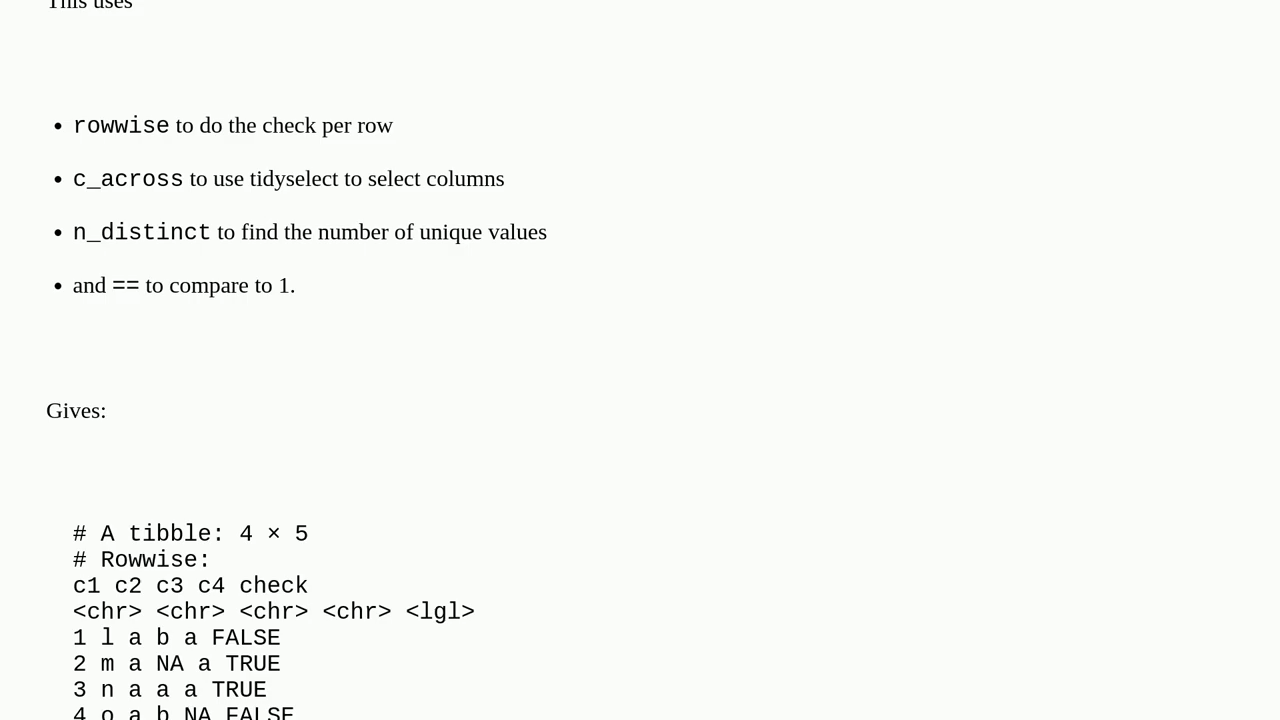 This uses
• rowwise to do the check per row
• c_across to use tidyselect to select columns
• n_distinct to find the number of unique values
• and == to compare to 1.
Gives:
# A tibble: 4 × 5
# Rowwise:
c1 c2 c3 c4 check
<chr> <chr> <chr> <chr> <lgl>
1 l a b a FALSE
2 m a NA a TRUE
3 n a a a TRUE
4 o a b NA FALSE